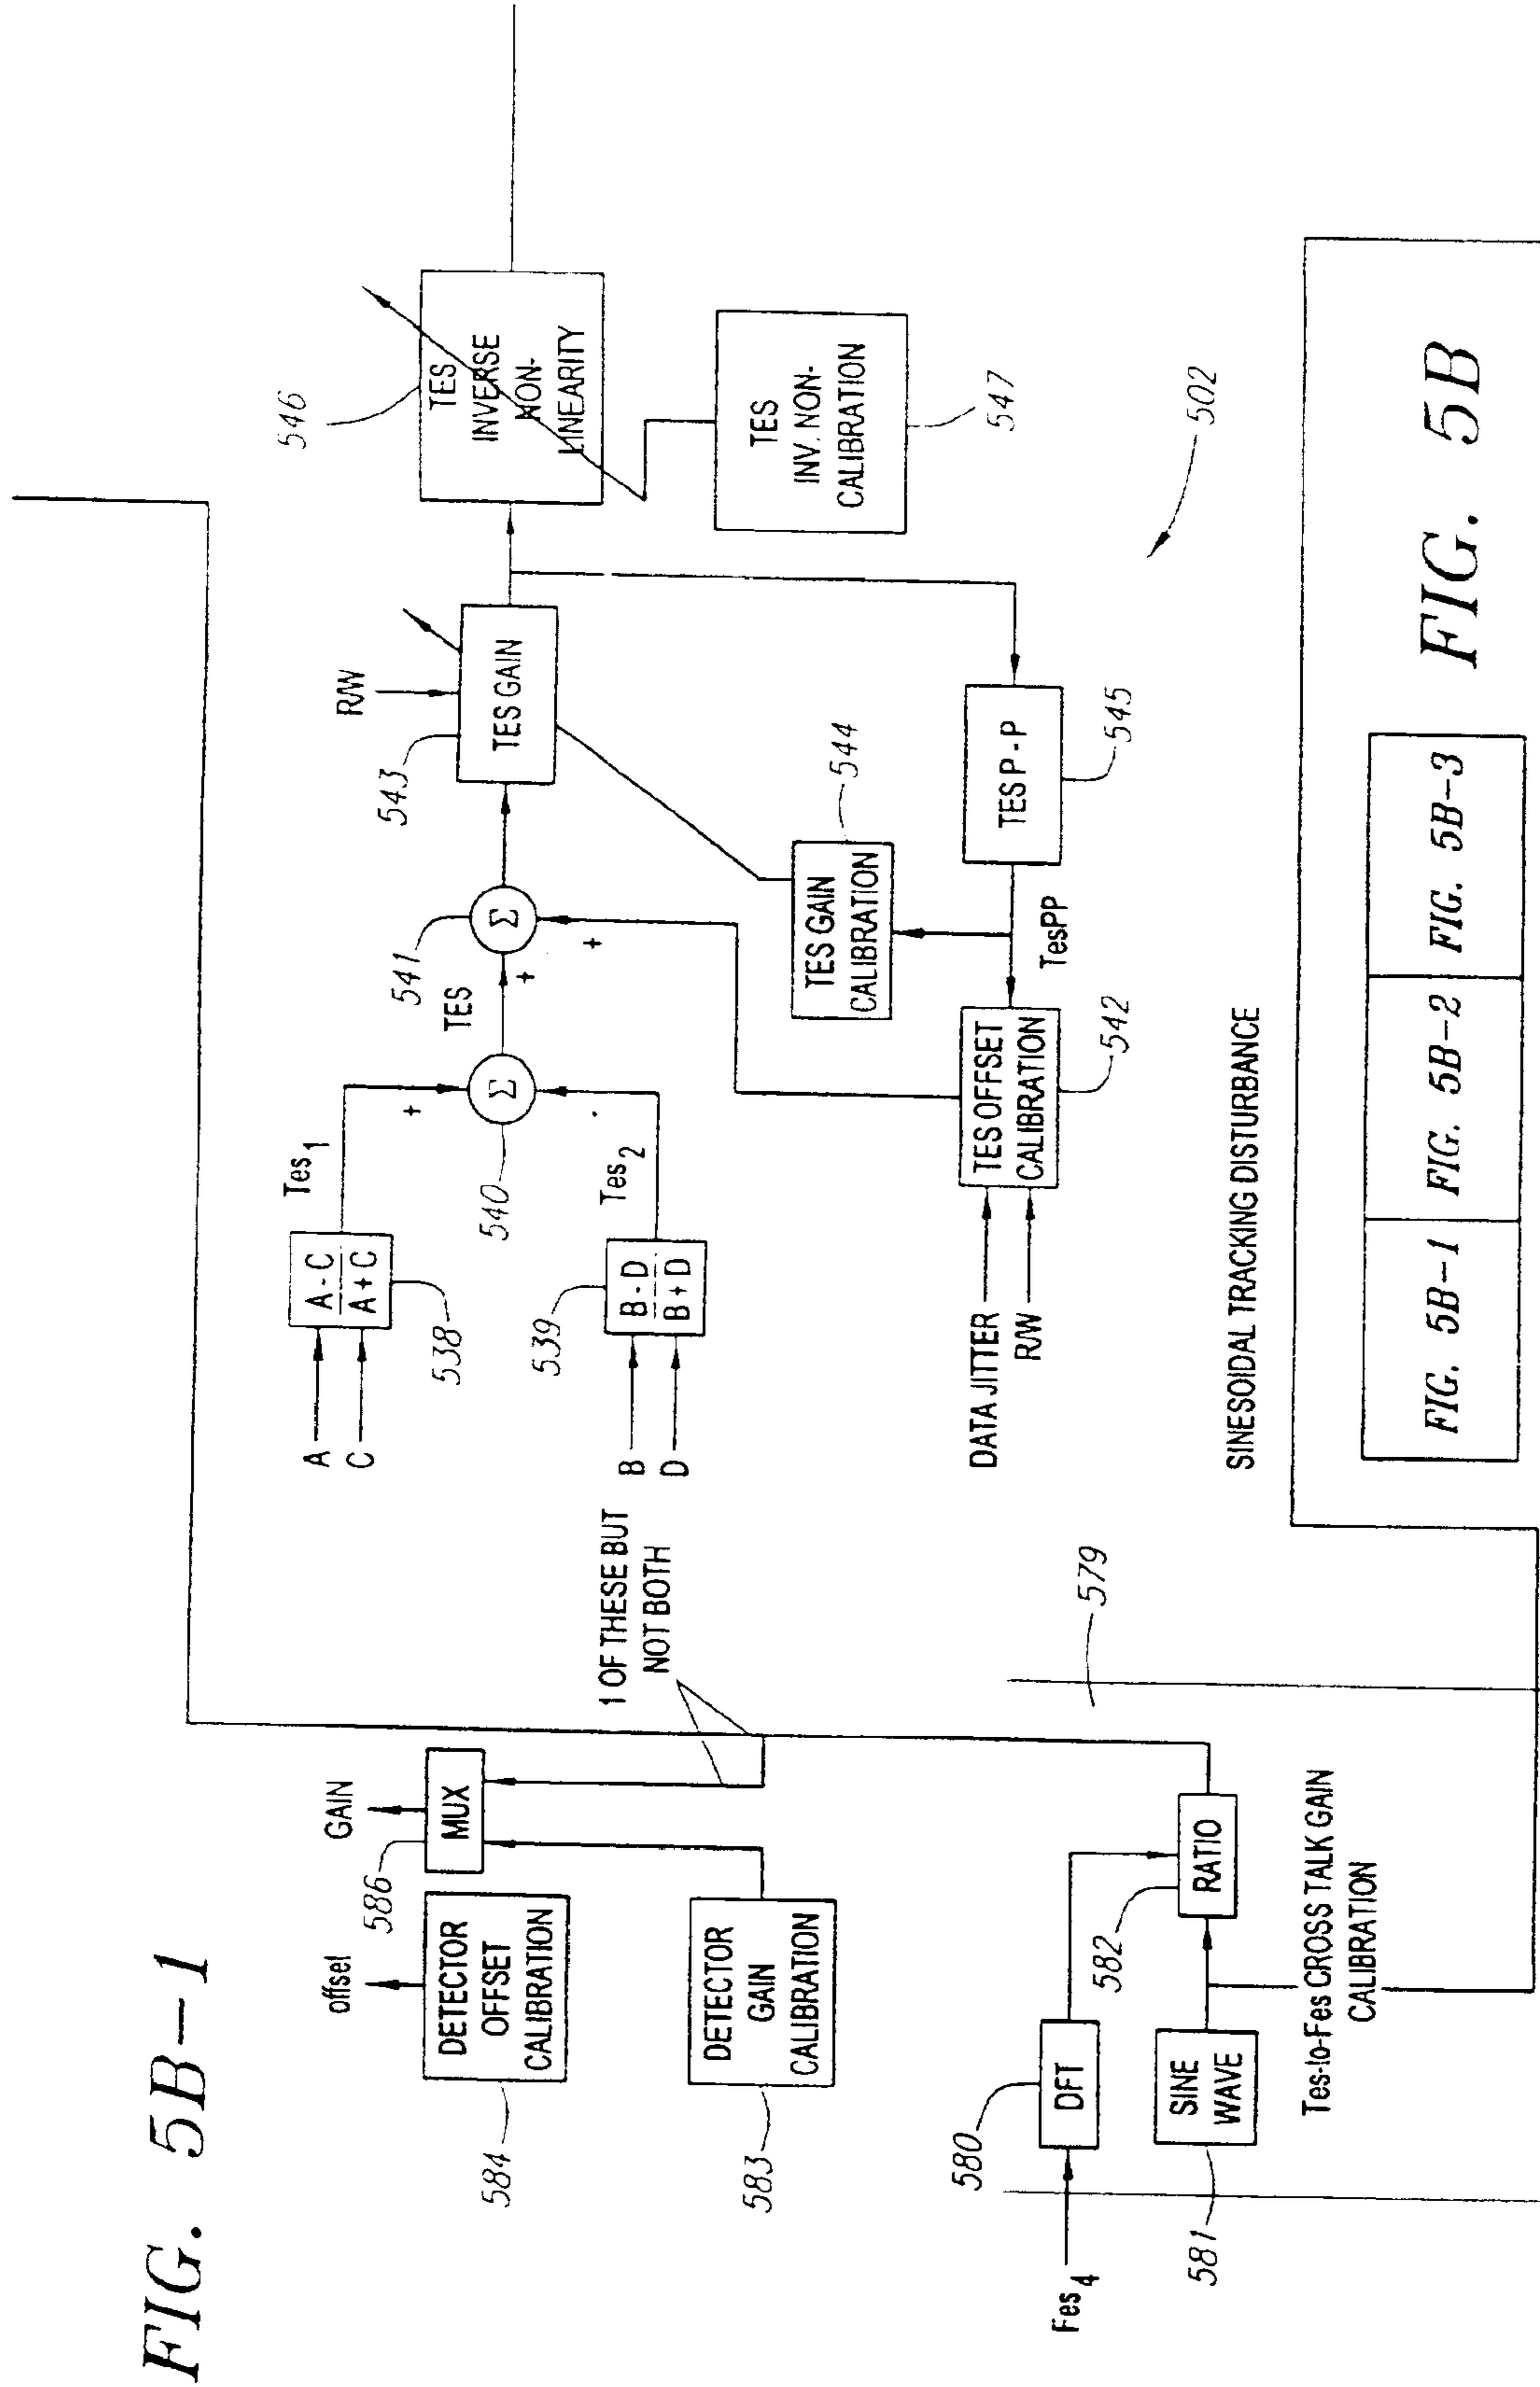 FIG. 5B-1
offset
GAIN
DETECTOR
OFFSET
CALIBRATION
584
586
MUX
DETECTOR
GAIN
CALIBRATION
583
1 OF THESE BUT
NOT BOTH
Fes4
580
DFT
581
SINE
WAVE
582
RATIO
579
Tes-to-Fes CROSS TALK GAIN
CALIBRATION
A
C
A - C
A + C
538
Tes1
B
D
B - D
B + D
539
Tes2
540
Σ
+
-
TES
541
Σ
+
+
543
R/W
TES GAIN
546
TES
INVERSE
NON-
LINEARITY
TES
INV. NON-
CALIBRATION
547
TES GAIN
CALIBRATION
544
TES P-P
545
TesPP
DATA JITTER
R/W
TES OFFSET
CALIBRATION
542
502
SINESOIDAL TRACKING DISTURBANCE
FIG. 5B-1
FIG. 5B-2
FIG. 5B-3
FIG. 5B